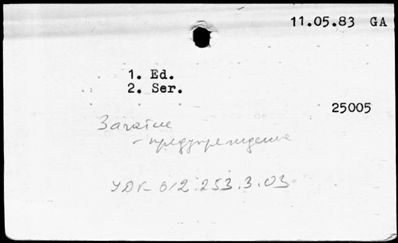 11.05.83 GA
1. Ed.
2. Ser.
25005
Зачатие
- предупреждение
УДК 612.253.3.03